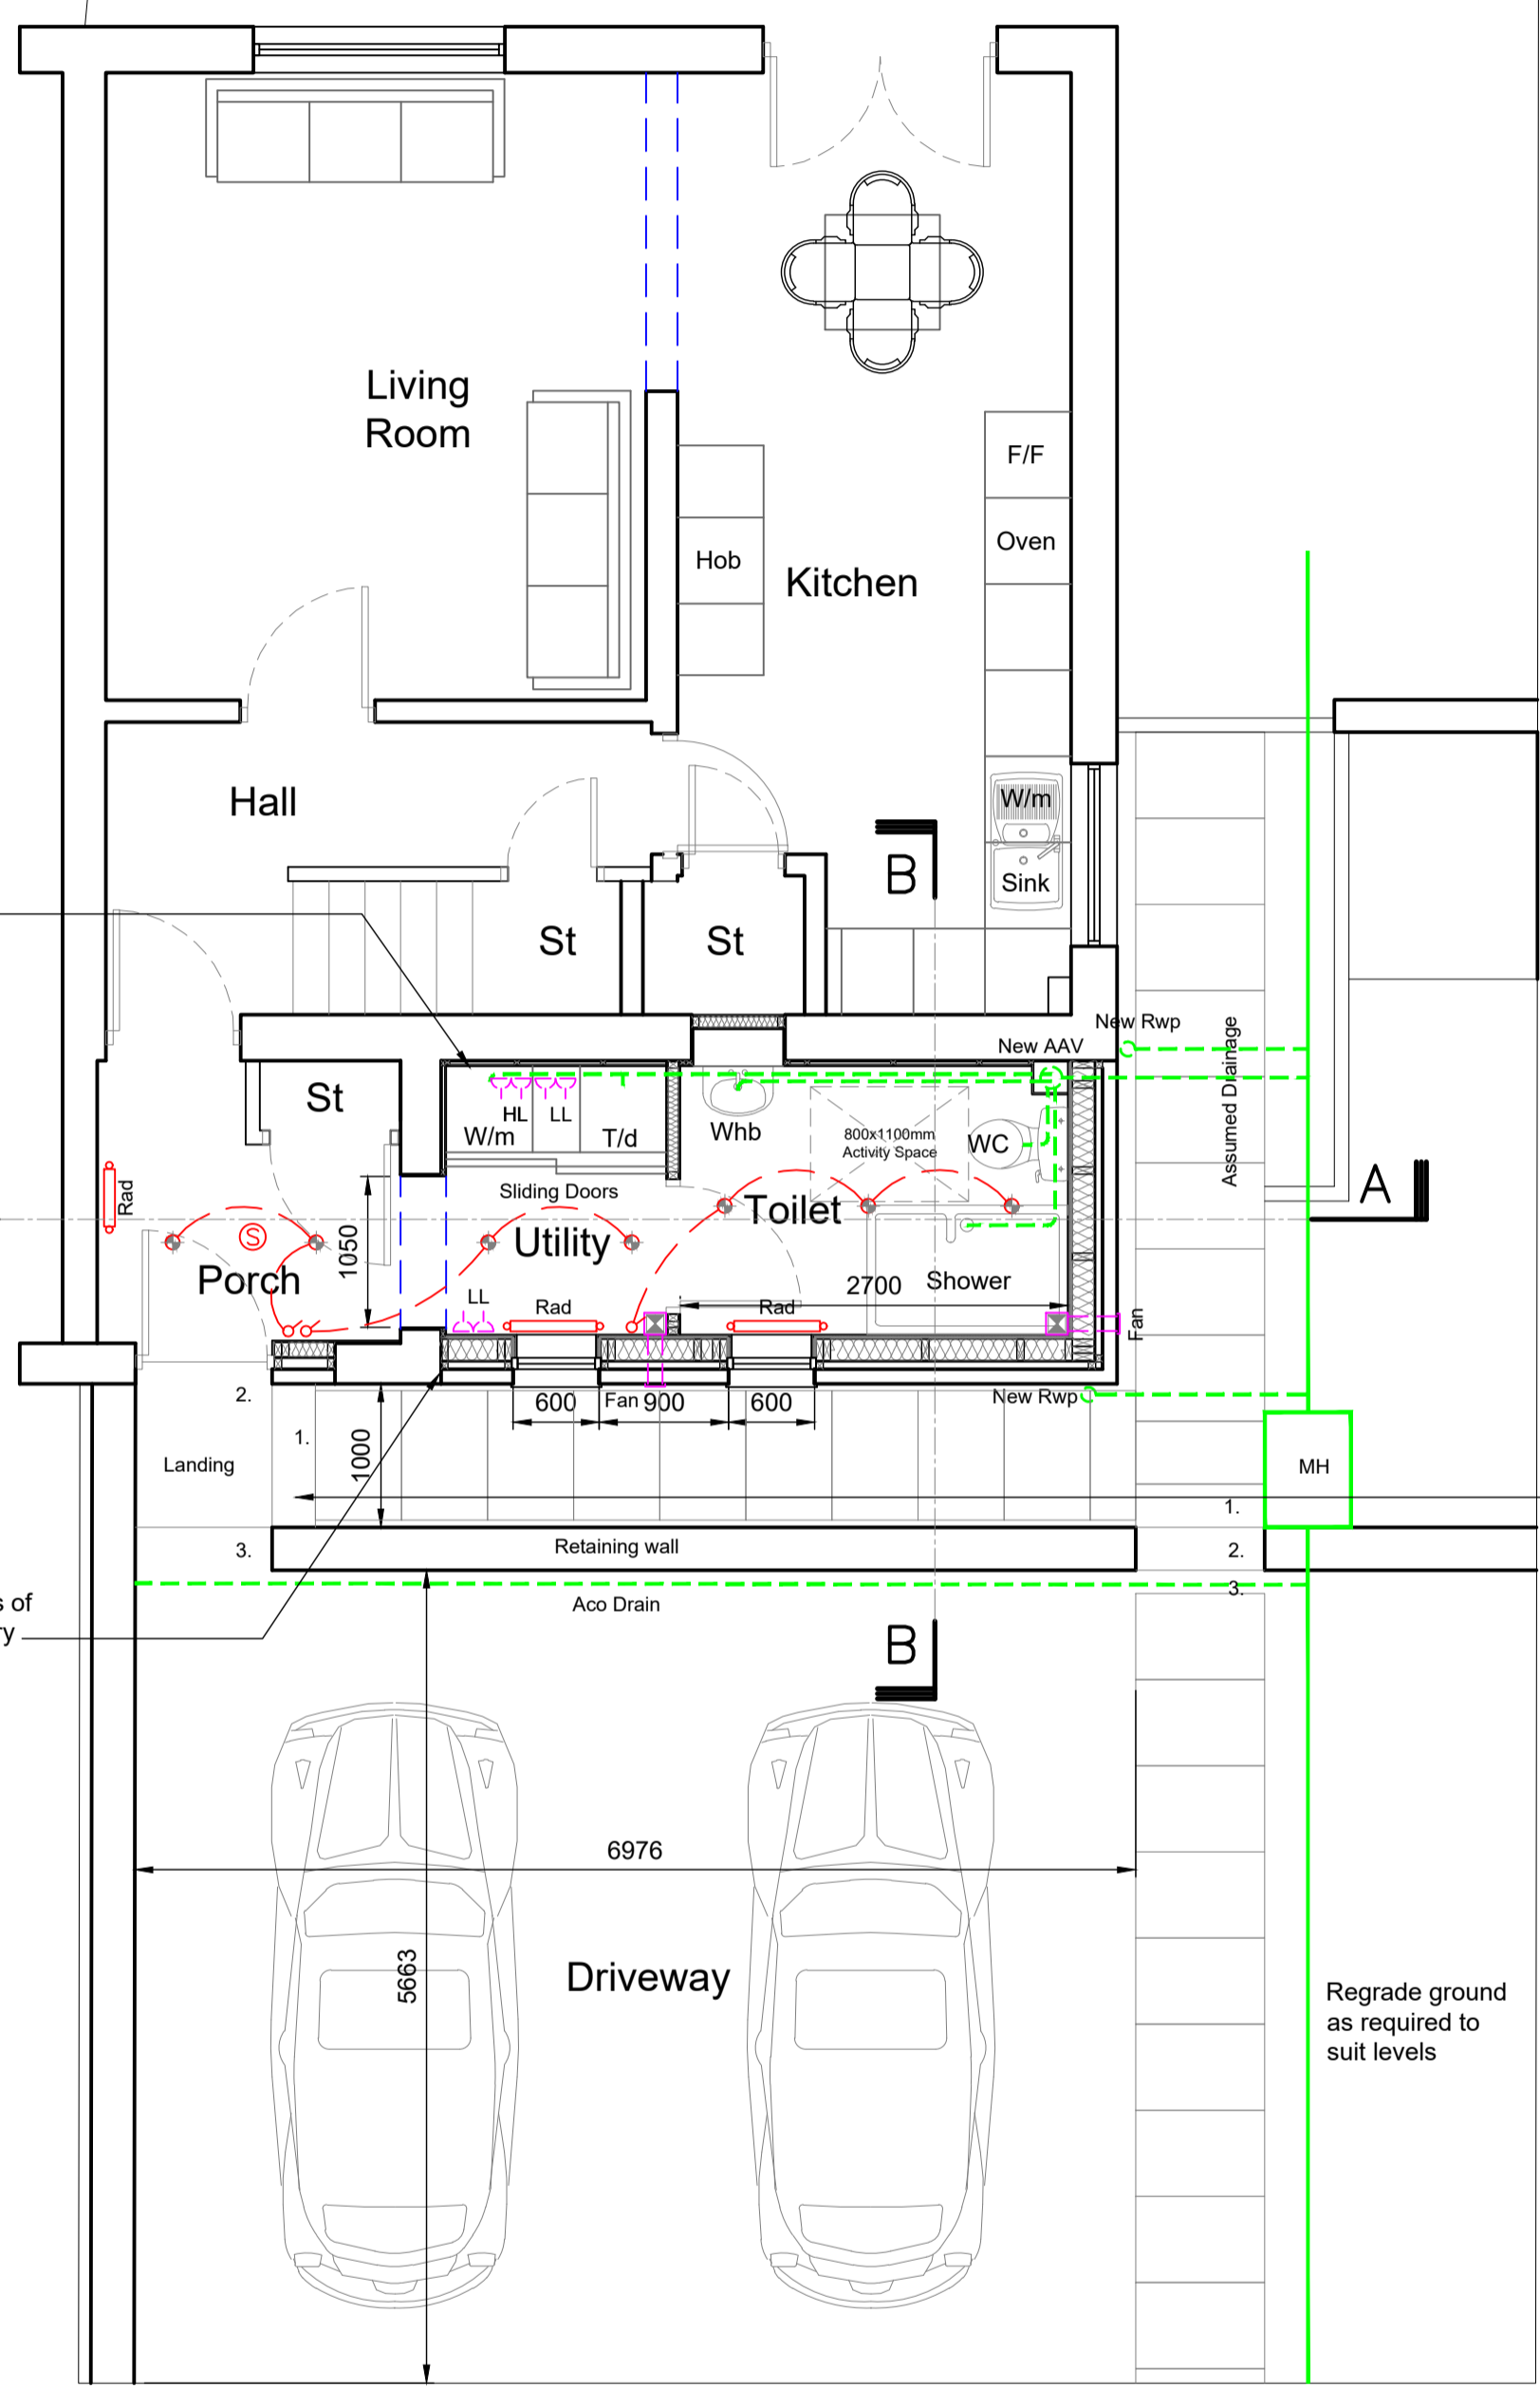 Living
Room
F/F
Oven
Hob
Kitchen
W/m
Hall
B
Sink
St
St
New Rwp
New AAV
Assumed Drainage
St
HL
LL
W/m
T/d
Whb
800x1100mm
Activity Space
WC
A
Rad
Sliding Doors
Toilet
S
Utility
1050
Porch
2700
Shower
LL
Rad
Rad
Fan
2.
Fan
New Rwp
600
900
600
1.
1000
Landing
MH
1.
3.
Retaining wall
2.
3.
Aco Drain
s of
ry
B
6976
5663
Driveway
Regrade ground
as required to
suit levels